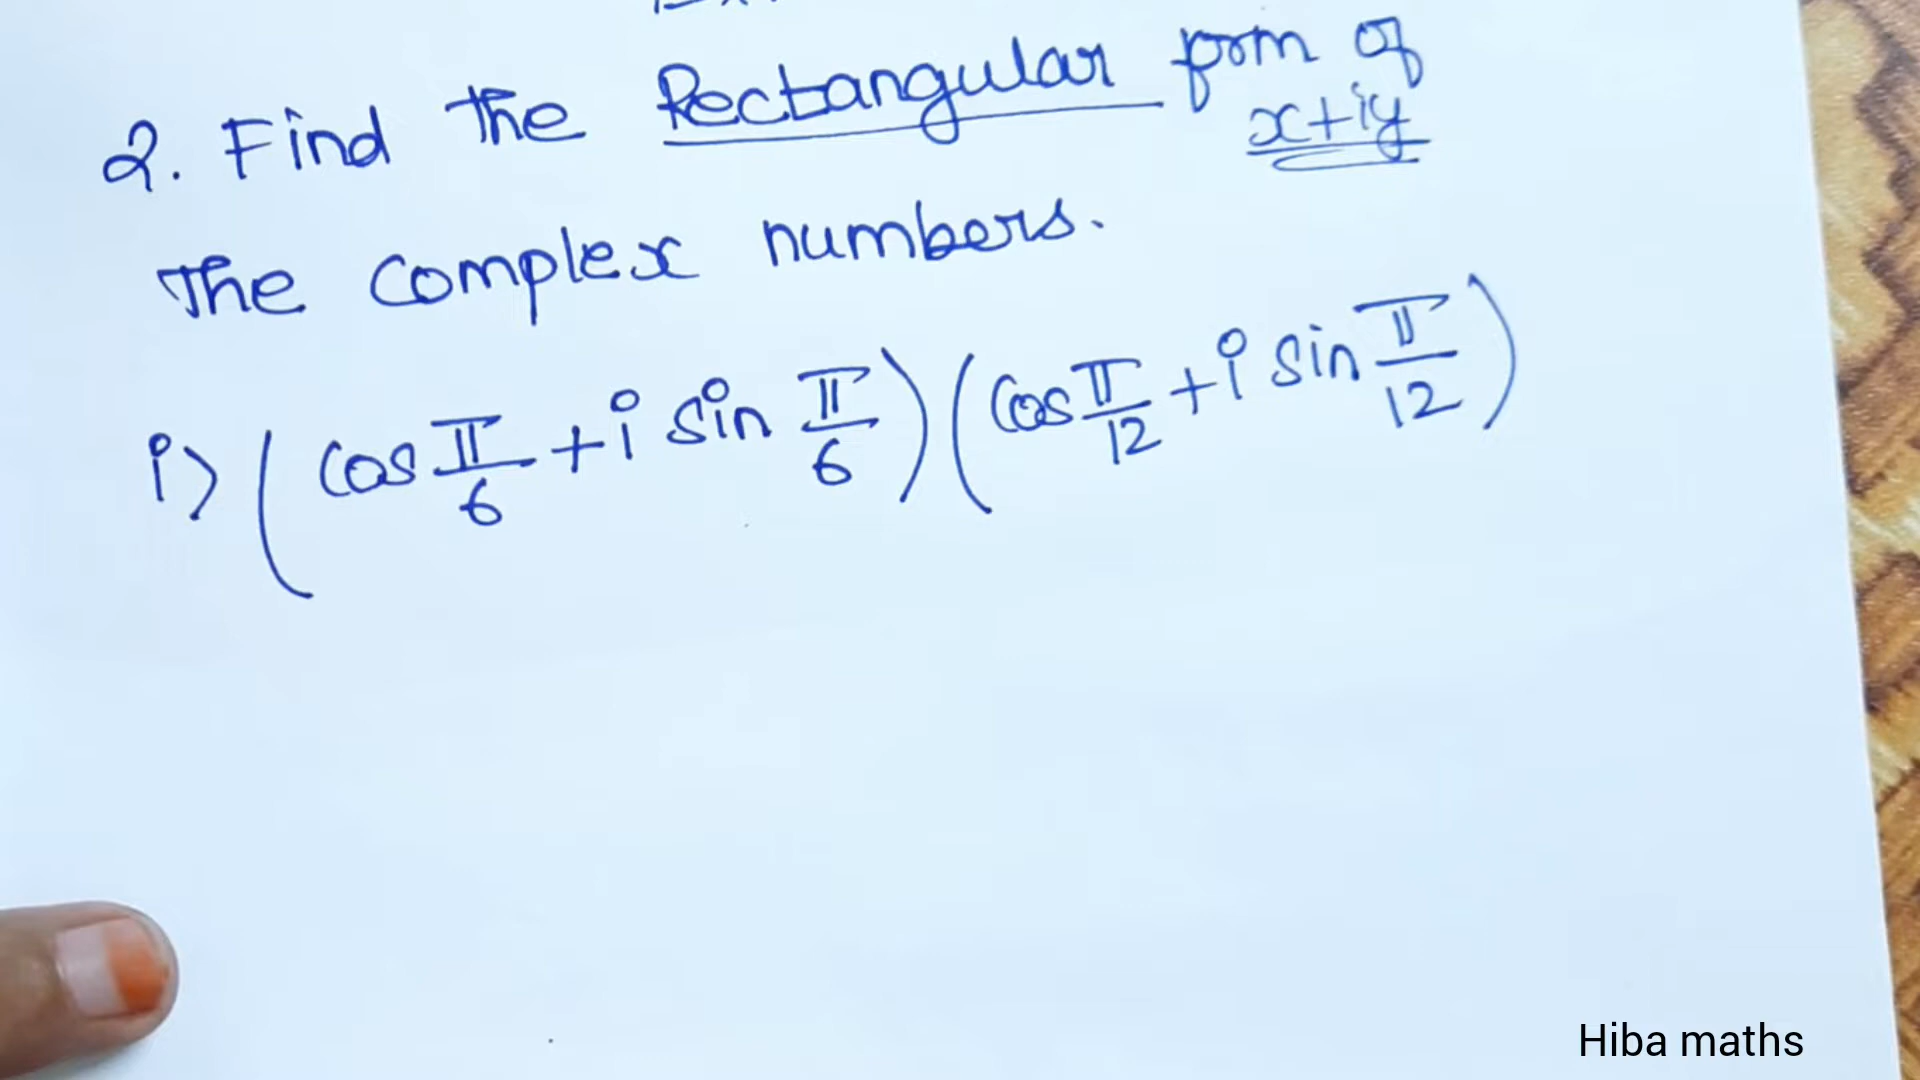 2. Find the Rectangular form of
x+iy
The complex numbers.
i) (cos π/6 + i sin π/6) (cos π/12 + i sin π/12)
Hiba maths